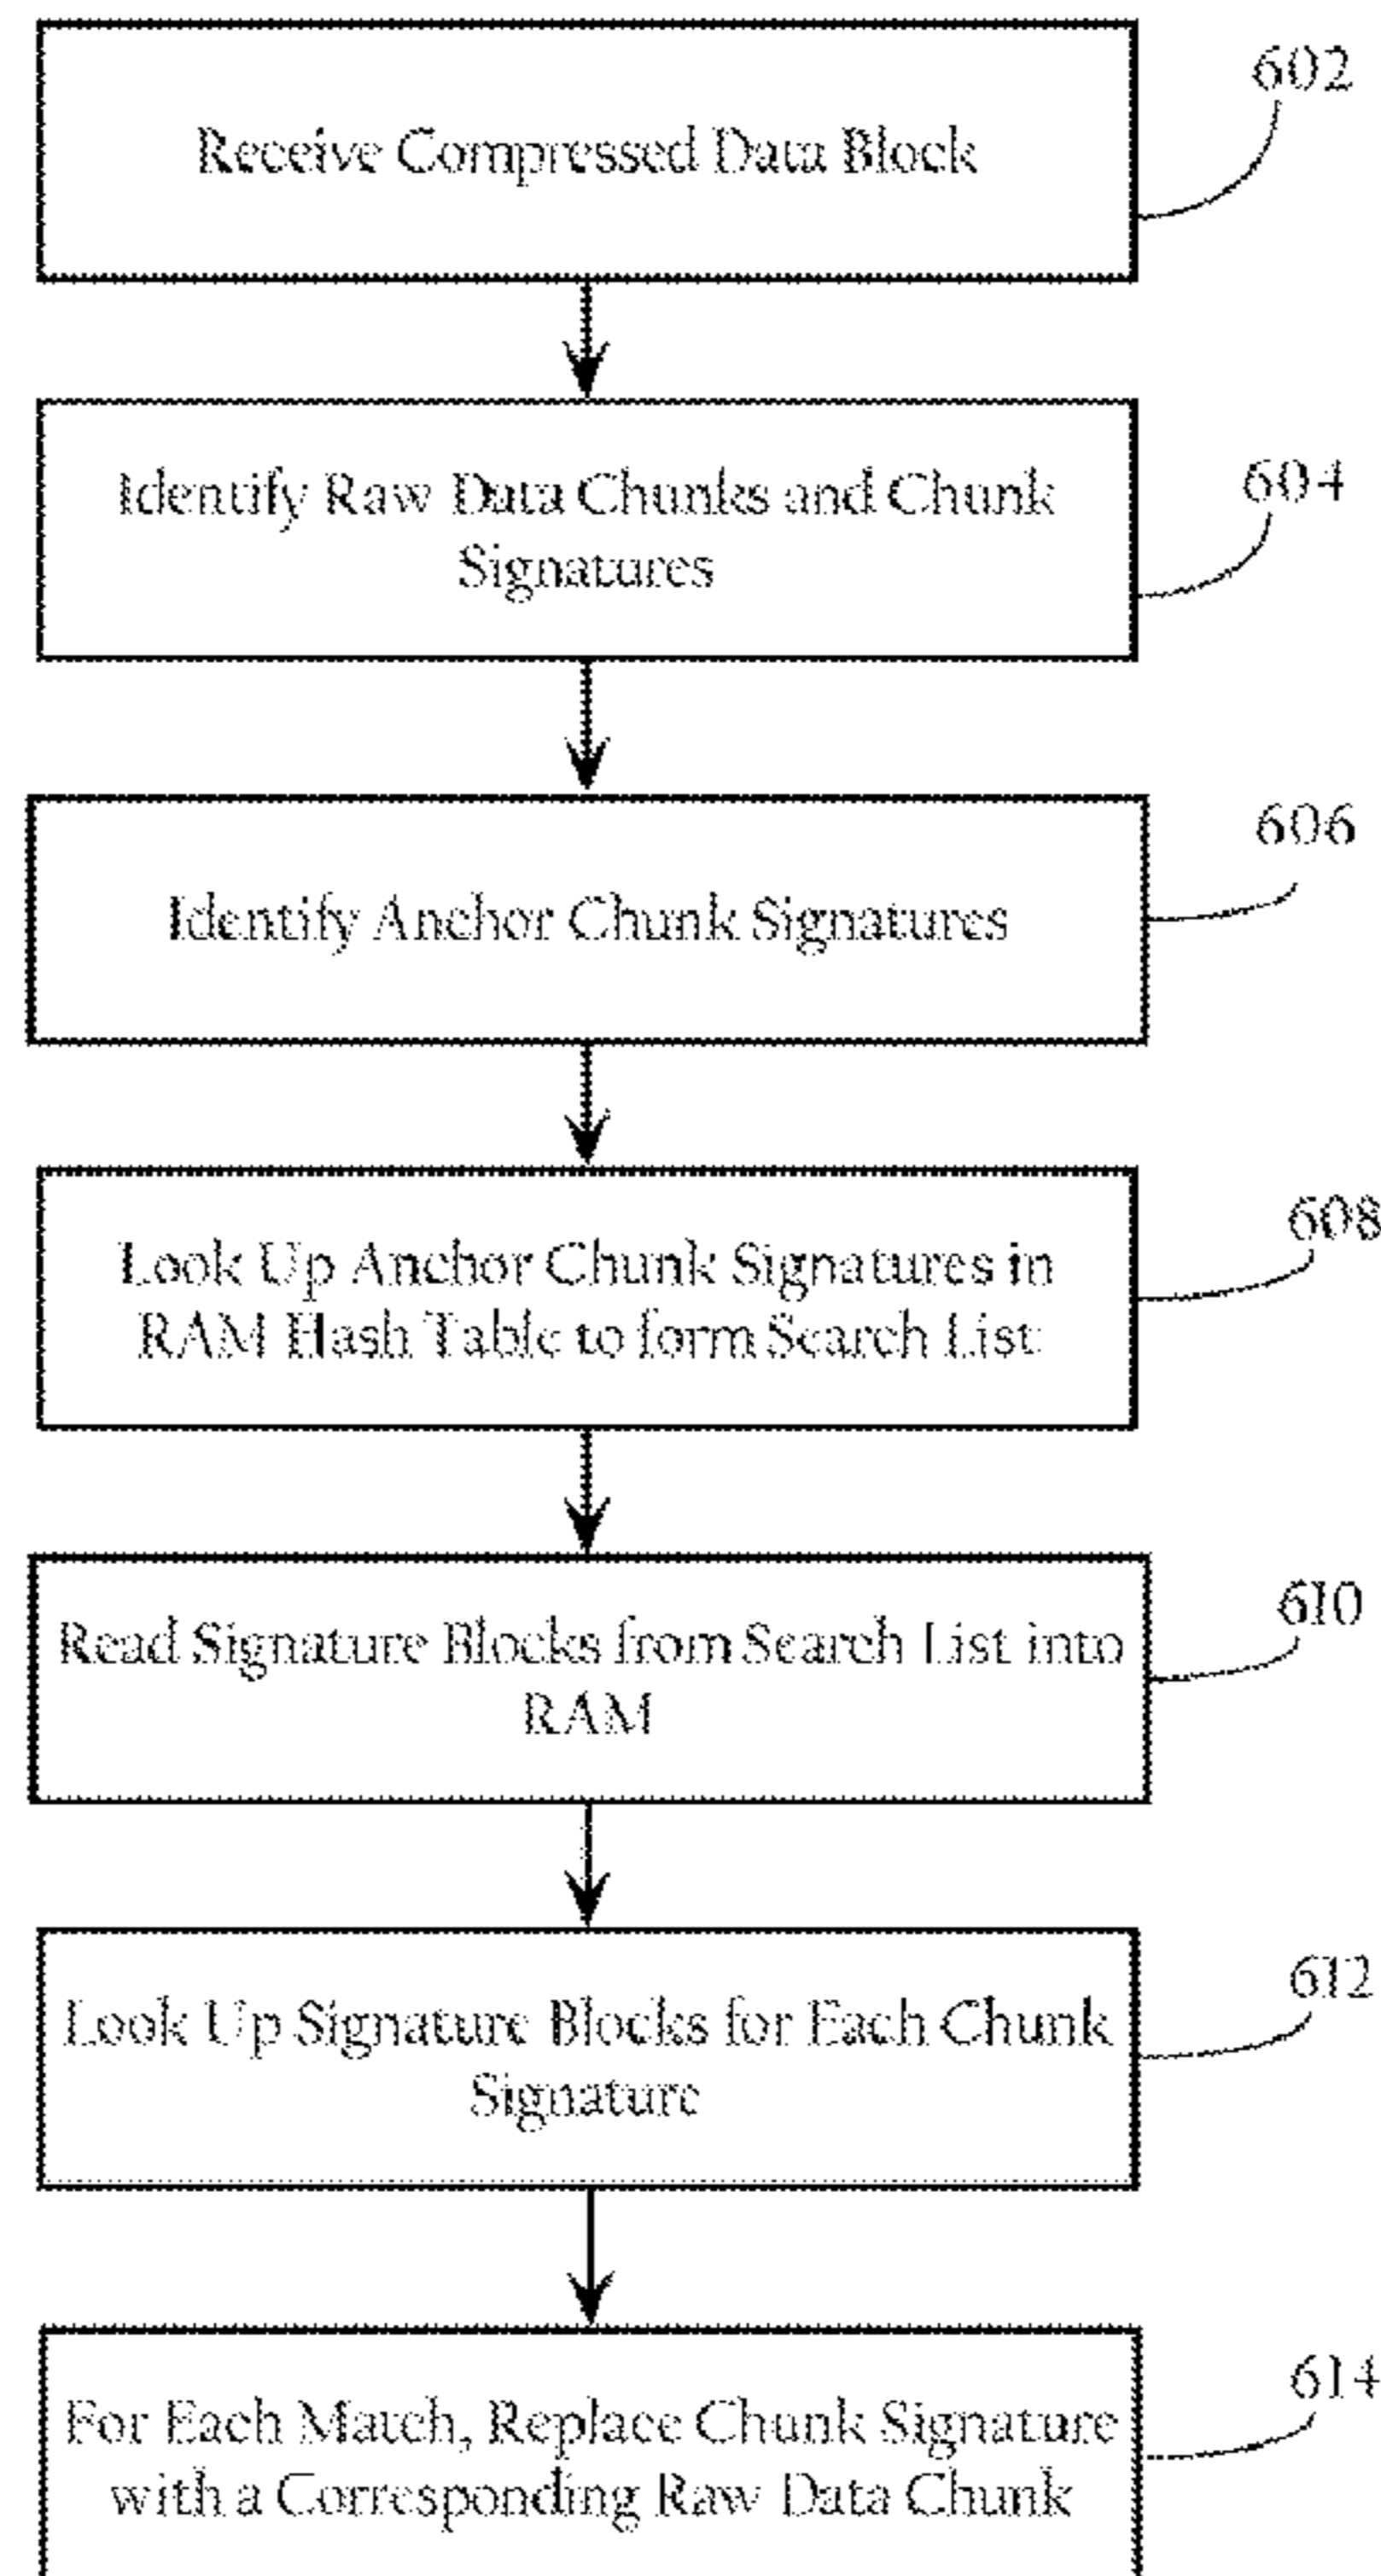 602
Receive Compressed Data Block
604
Identify Raw Data Chunks and Chunk
Signatures
606
Identify Anchor Chunk Signatures
608
Look Up Anchor Chunk Signatures in
RAM Hash Table to form Search List
610
Read Signature Blocks from Search List into
RAM
612
Look Up Signature Blocks for Each Chunk
Signature
614
For Each Match, Replace Chunk Signature
with a Corresponding Raw Data Chunk